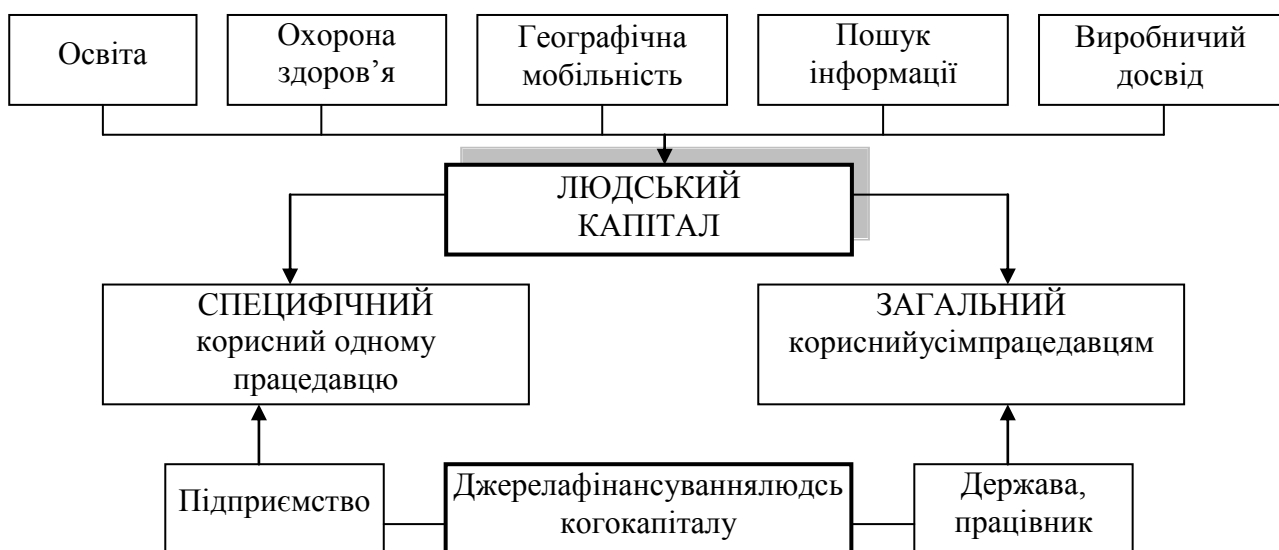 Освіта
Охорона
здоров’я
Географічна
мобільність
Пошук
інформації
Виробничий
досвід
ЛЮДСЬКИЙ
КАПІТАЛ
СПЕЦИФІЧНИЙ
корисний одному
працедавцю
ЗАГАЛЬНИЙ
кориснийусімпрацедавцям
Підприємство
Джерелафінансуваннялюдсь
когокапіталу
Держава,
працівник